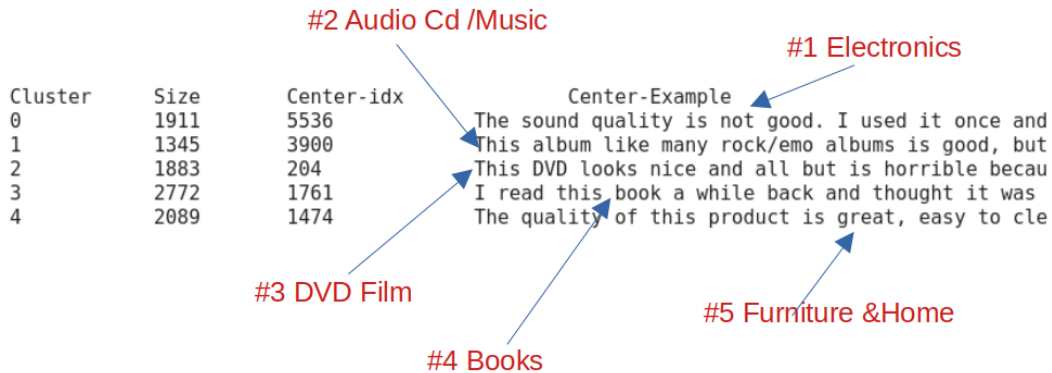 #2 Audio Cd /Music
#1 Electronics
Cluster Size Center-idx Center-Example
0 1911 5536 The sound quality is not good. I used it once and
1 1345 3900 This album like many rock/emo albums is good, but
2 1883 204 This DVD looks nice and all but is horrible becau
3 2772 1761 I read this book a while back and thought it was
4 2089 1474 The quality of this product is great, easy to cle
#3 DVD Film
#5 Furniture &Home
#4 Books